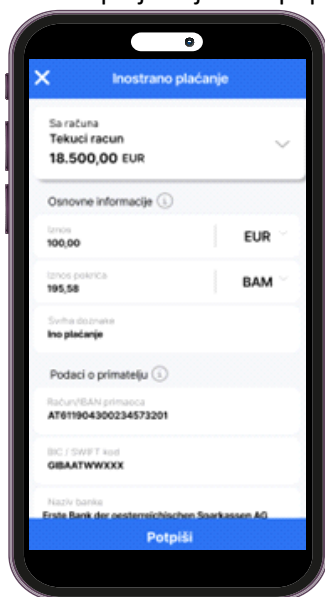 Inostrano plaćanje
Sa računa
Tekuci racun
18.500,00 EUR
Osnovne informacije
Iznos
100,00
EUR
Iznos pokrića
195,58
BAM
Svrha doznake
Ino plaćanje
Podaci o primatelju
Račun/IBAN primaoca
AT611904300234573201
BIC / SWIFT kod
GIBAATWWXXX
Naziv banke
Erste Bank der oesterreichischen Sparkassen AG
Potpiši